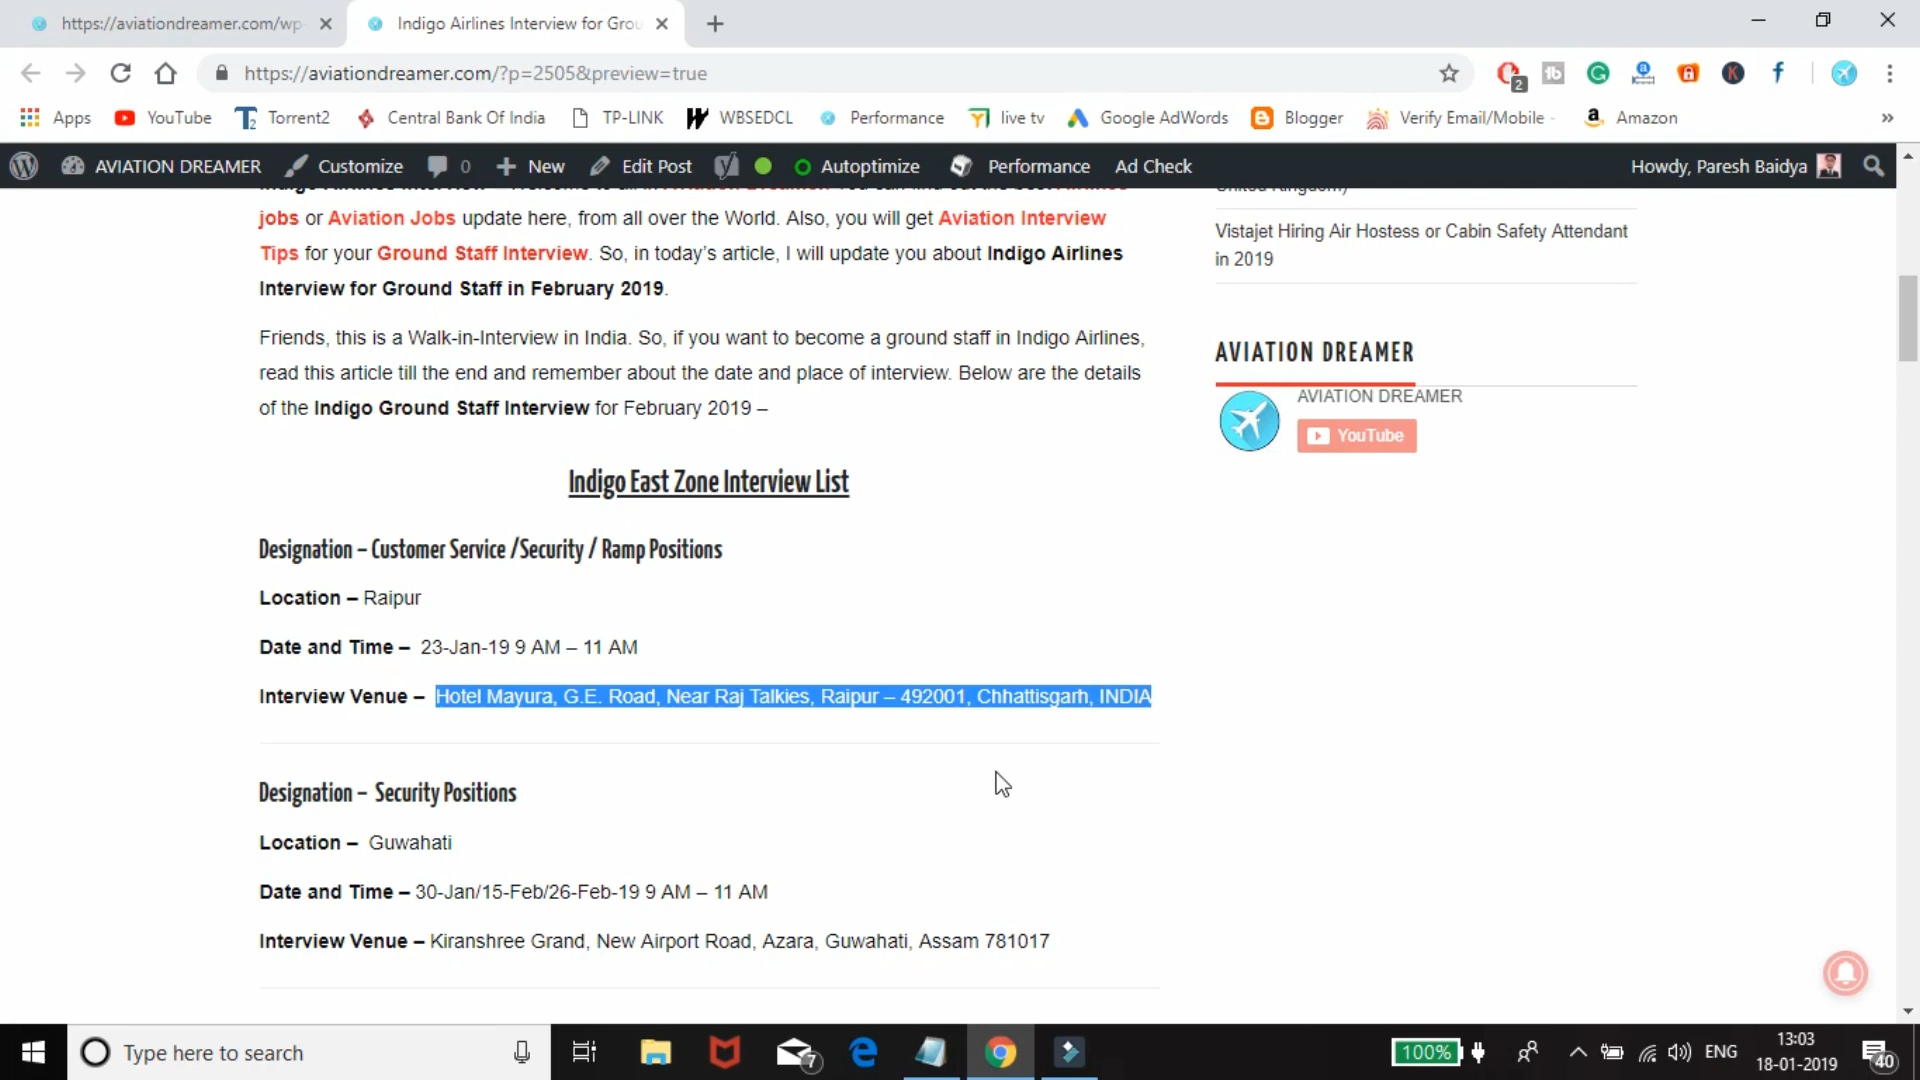 https://aviationdreamer.com/wp-
Indigo Airlines Interview for Grou
https://aviationdreamer.com/?p=2505&preview=true
2
Apps
YouTube
Torrent2
Central Bank Of India
TP-LINK
WBSEDCL
Performance
live tv
Google AdWords
Blogger
Verify Email/Mobile -
Amazon
»
AVIATION DREAMER
Customize
0
New
Edit Post
Autoptimize
Performance
Ad Check
Howdy, Paresh Baidya
jobs or Aviation Jobs update here, from all over the World. Also, you will get Aviation Interview
Tips for your Ground Staff Interview. So, in today's article, I will update you about Indigo Airlines
Interview for Ground Staff in February 2019.
Friends, this is a Walk-in-Interview in India. So, if you want to become a ground staff in Indigo Airlines,
read this article till the end and remember about the date and place of interview. Below are the details
of the Indigo Ground Staff Interview for February 2019 –
Indigo East Zone Interview List
Designation – Customer Service /Security / Ramp Positions
Location – Raipur
Date and Time – 23-Jan-19 9 AM – 11 AM
Interview Venue – Hotel Mayura, G.E. Road, Near Raj Talkies, Raipur – 492001, Chhattisgarh, INDIA
Designation – Security Positions
Location – Guwahati
Date and Time – 30-Jan/15-Feb/26-Feb-19 9 AM – 11 AM
Interview Venue – Kiranshree Grand, New Airport Road, Azara, Guwahati, Assam 781017
United Kingdom)
Vistajet Hiring Air Hostess or Cabin Safety Attendant
in 2019
AVIATION DREAMER
AVIATION DREAMER
YouTube
Type here to search
7
100%
ENG
13:03
18-01-2019
40